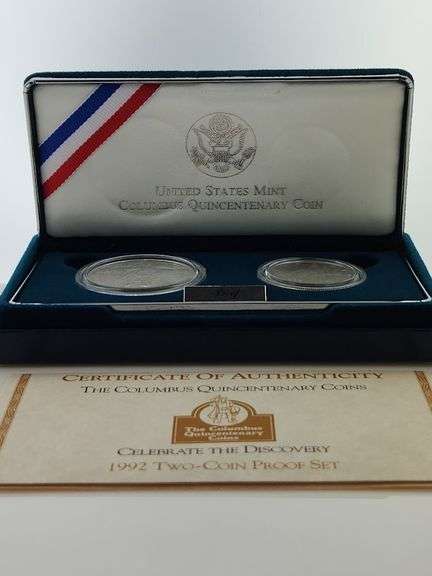 UNITED STATES MINT
COLUMBUS QUINCENTENARY COIN
CERTIFICATE OF AUTHENTICITY
THE COLUMBUS QUINCENTENARY COINS
The Columbus
Quincentenary
Coins
CELEBRATE THE DISCOVERY
1992 TWO-COIN PROOF SET